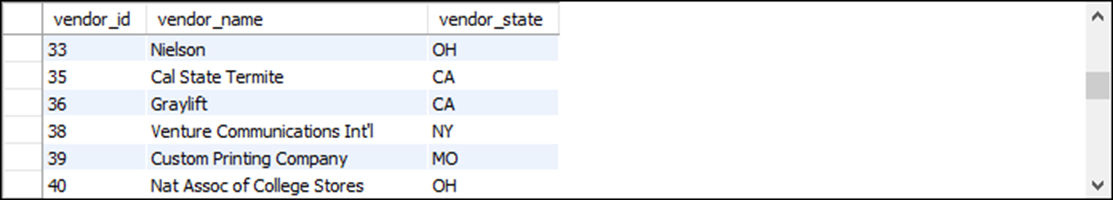 vendor_id vendor_name vendor_state
33 Nielson OH
35 Cal State Termite CA
36 Graylift CA
38 Venture Communications Int'l NY
39 Custom Printing Company MO
40 Nat Assoc of College Stores OH